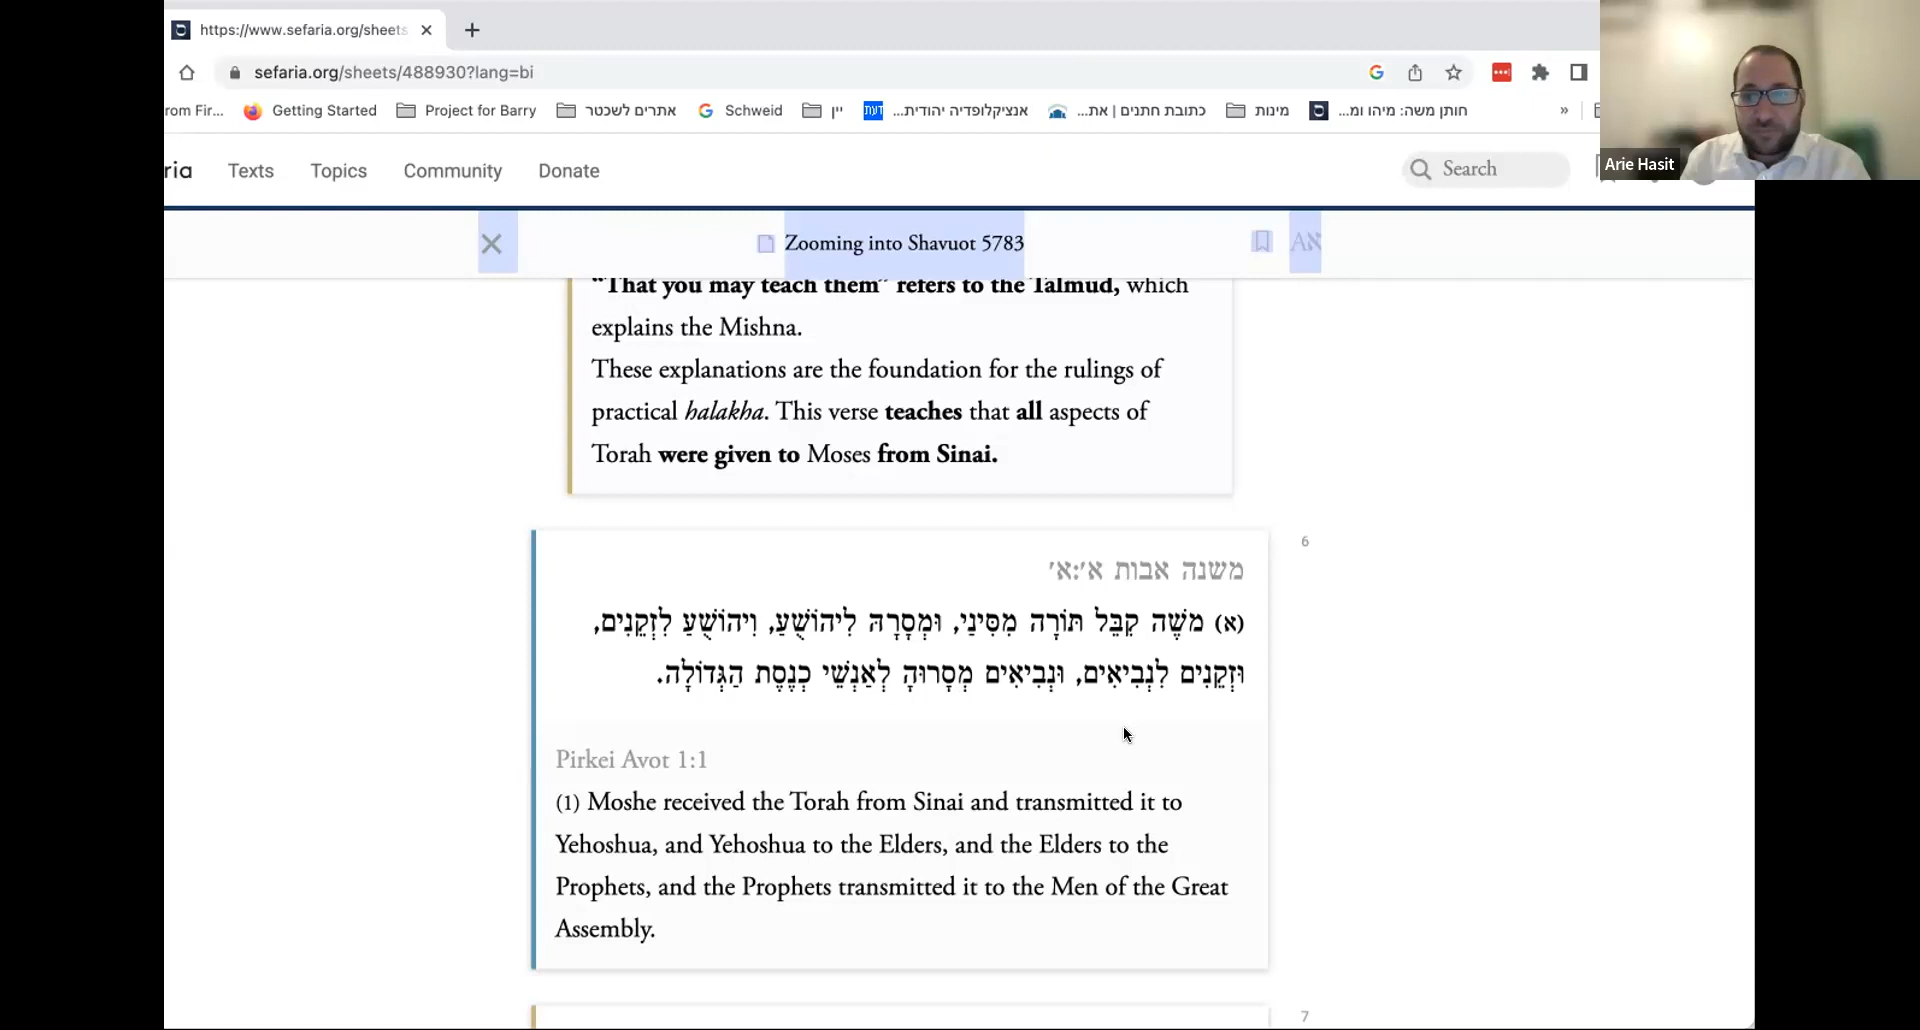 https://www.sefaria.org/sheets
sefaria.org/sheets/488930?lang=bi
rom Fir...
Getting Started
Project for Barry
אתרים לשכטר
Schweid
יין
דעת
אנציקלופדיה יהודית...
כתובת חתנים | את...
מינות
חותן משה: מיהו ומ...
»
Arie Hasit
ria
Texts
Topics
Community
Donate
Search
Zooming into Shavuot 5783
אA
“That you may teach them” refers to the Talmud, which
explains the Mishna.
These explanations are the foundation for the rulings of
practical halakha. This verse teaches that all aspects of
Torah were given to Moses from Sinai.
6
משנה אבות א׳:א׳
(א) משֶׁה קִבֵּל תּוֹרָה מִסִּינַי, וּמְסָרָהּ לִיהוֹשֻׁעַ, וִיהוֹשֻׁעַ לִזְקֵנִים,
וּזְקֵנִים לִנְבִיאִים, וּנְבִיאִים מְסָרוּהָ לְאַנְשֵׁי כְנֶסֶת הַגְּדוֹלָה.
Pirkei Avot 1:1
(1) Moshe received the Torah from Sinai and transmitted it to
Yehoshua, and Yehoshua to the Elders, and the Elders to the
Prophets, and the Prophets transmitted it to the Men of the Great
Assembly.
7